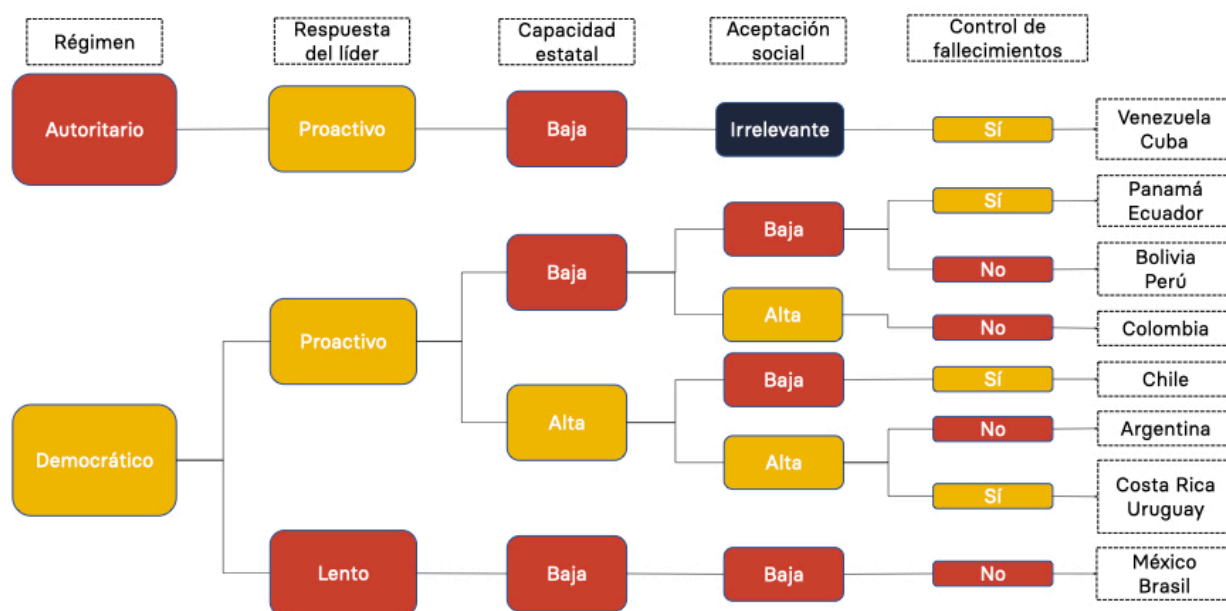 Régimen
Respuesta
del líder
Capacidad
estatal
Aceptación
social
Control de
fallecimientos
Autoritario
Proactivo
Baja
Irrelevante
Sí
Venezuela
Cuba
Democrático
Proactivo
Baja
Baja
Sí
Panamá
Ecuador
No
Bolivia
Perú
Alta
No
Colombia
Alta
Baja
Sí
Chile
Alta
No
Argentina
Sí
Costa Rica
Uruguay
Lento
Baja
Baja
No
México
Brasil